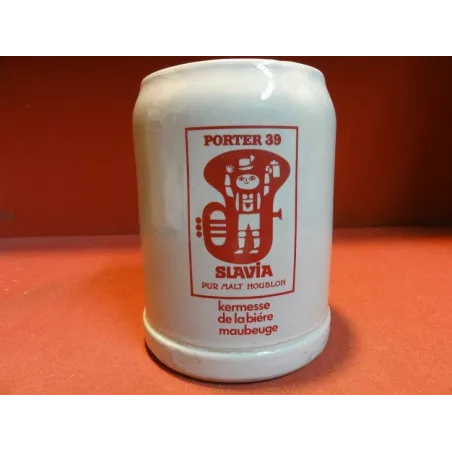 PORTER 39
SLAVIA
PUR MALT HOUBLON
kermesse
de la biére
maubeuge